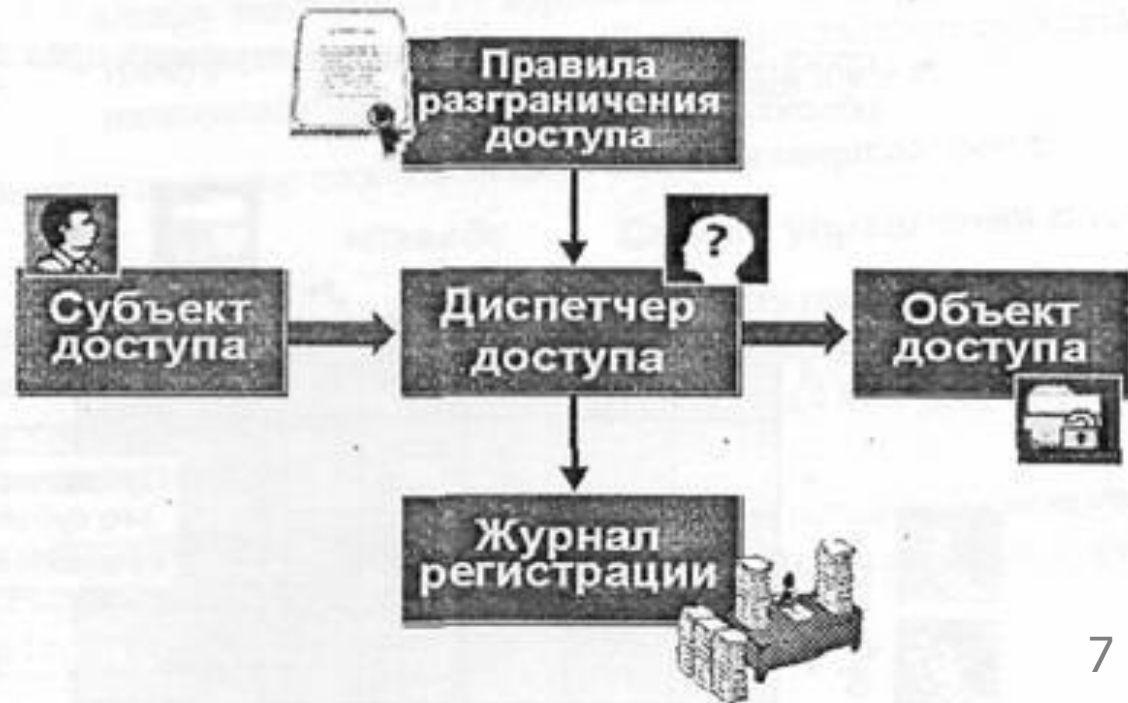 Правила
разграничения
доступа
Субъект
доступа
Диспетчер
доступа
Объект
доступа
Журнал
регистрации
?
7